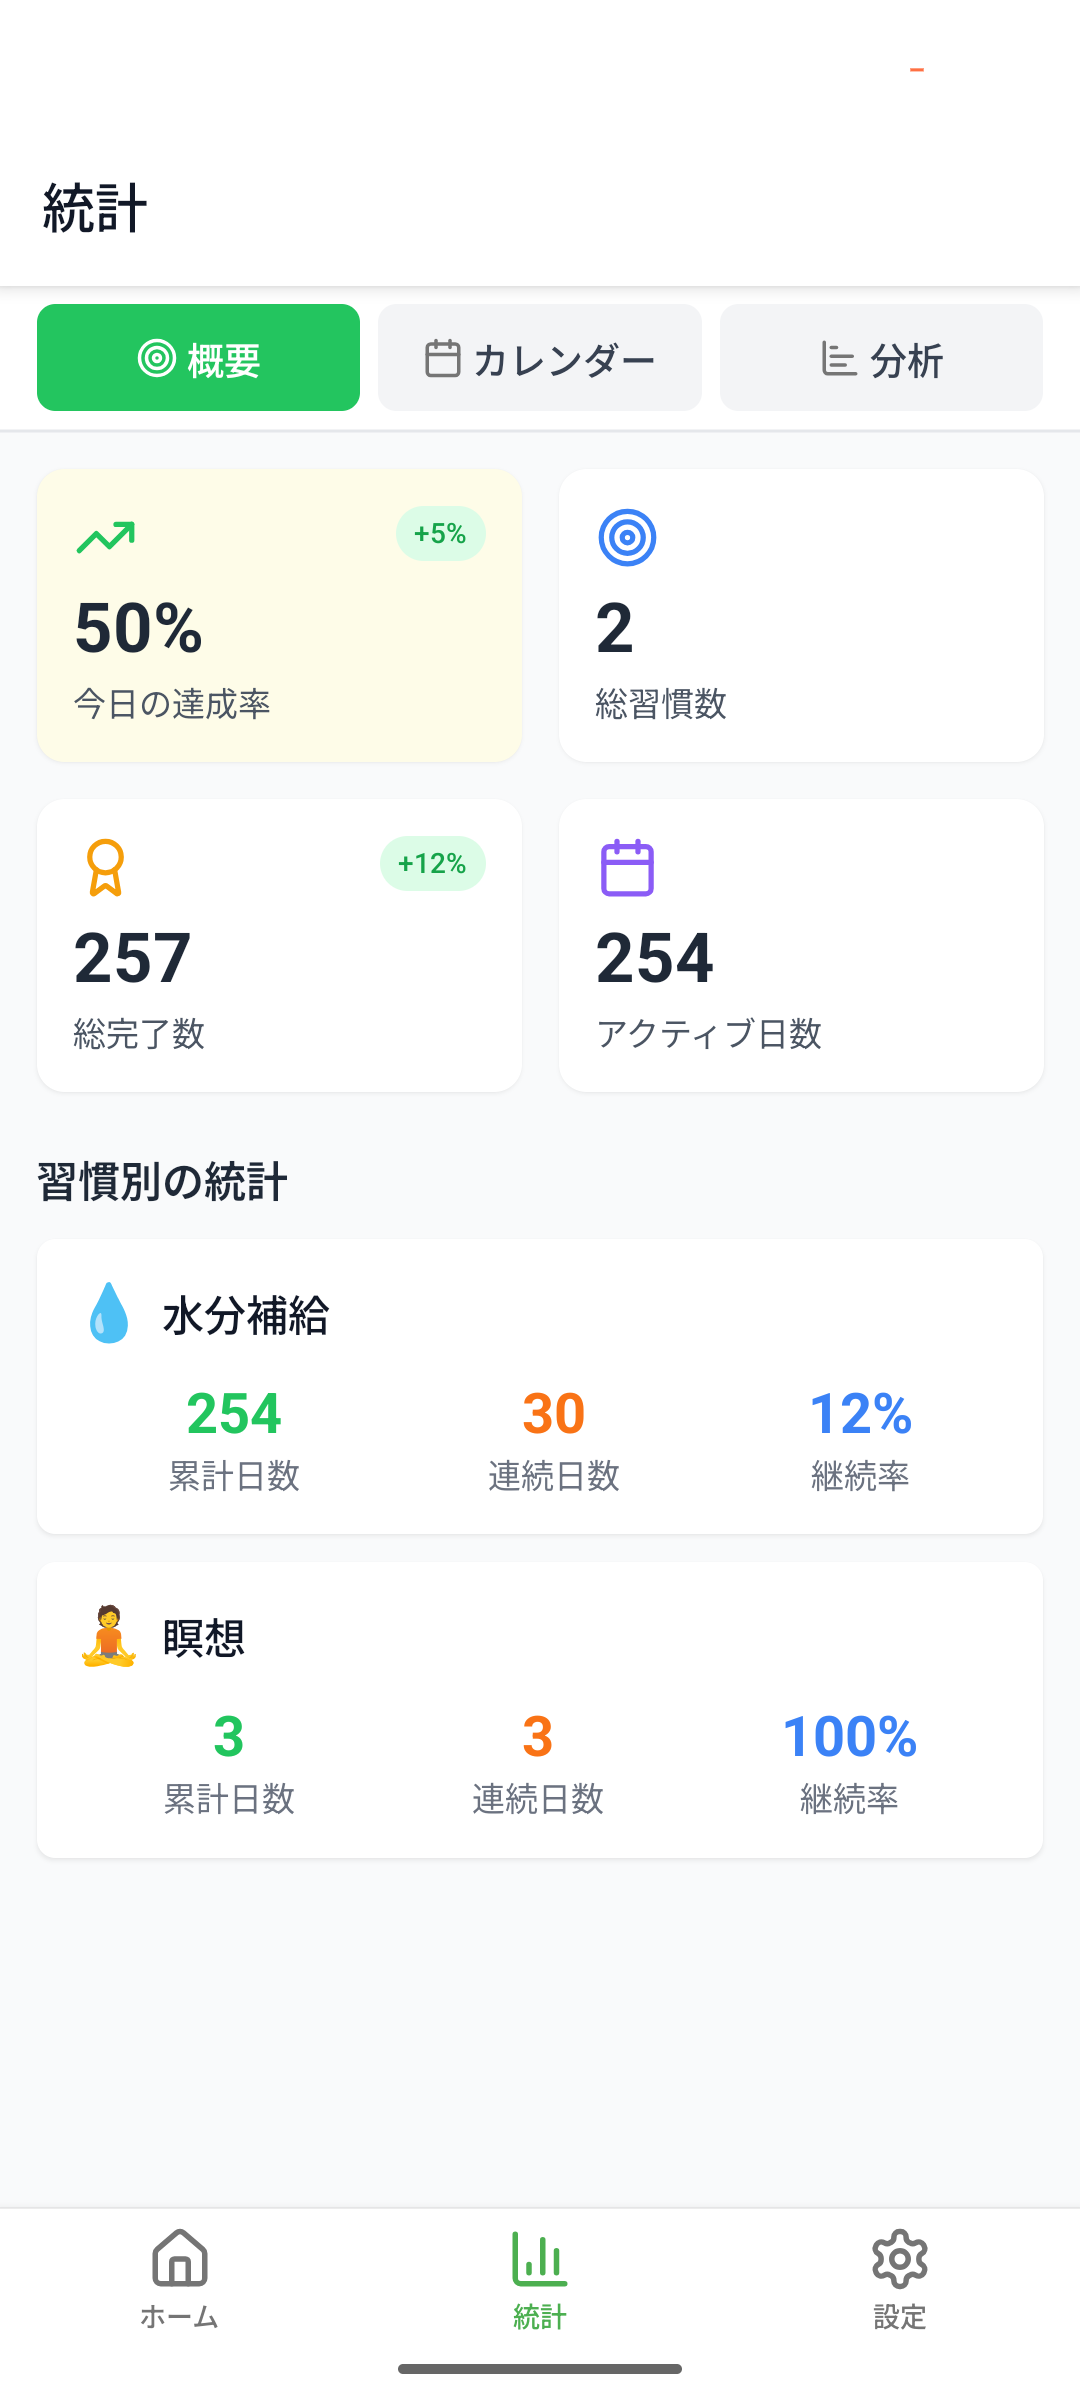 統計
概要
カレンダー
分析
+5%
50%
今日の達成率
2
総習慣数
+12%
257
総完了数
254
アクティブ日数
習慣別の統計
水分補給
254
30
12%
累計日数
連続日数
継続率
瞑想
3
3
100%
累計日数
連続日数
継続率
ホーム
統計
設定